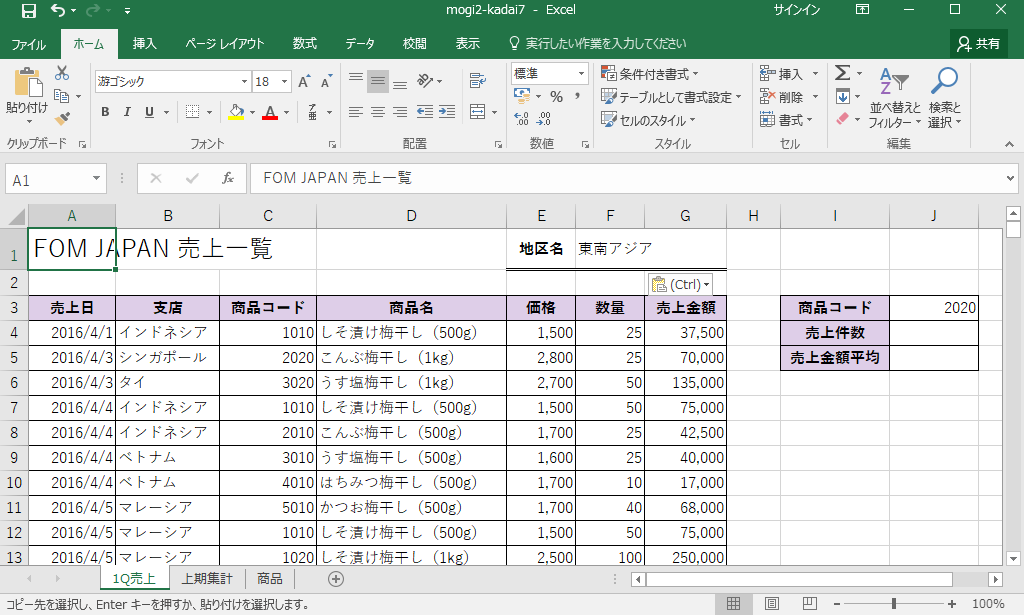 mogi2-kadai7 - Excel サインイン
ファイル ホーム 挿入 ページ レイアウト 数式 データ 校閲 表示 実行したい作業を入力してください 共有
貼り付け 游ゴシック 18 A A 標準 条件付き書式 挿入 Σ A Z
B I U A % , テーブルとして書式設定 削除 並べ替えと フィルター 検索と 選択
セルのスタイル 書式
クリップボード フォント 配置 数値 スタイル セル 編集
A1 fx FOM JAPAN 売上一覧
A B C D E F G H I J
1 FOM JAPAN 売上一覧 地区名 東南アジア
2 (Ctrl)
3 売上日 支店 商品コード 商品名 価格 数量 売上金額 商品コード 2020
4 2016/4/1 インドネシア 1010 しそ漬け梅干し（500g） 1,500 25 37,500 売上件数
5 2016/4/3 シンガポール 2020 こんぶ梅干し（1kg） 2,800 25 70,000 売上金額平均
6 2016/4/3 タイ 3020 うす塩梅干し（1kg） 2,700 50 135,000
7 2016/4/4 インドネシア 1010 しそ漬け梅干し（500g） 1,500 50 75,000
8 2016/4/4 インドネシア 2010 こんぶ梅干し（500g） 1,700 25 42,500
9 2016/4/4 ベトナム 3010 うす塩梅干し（500g） 1,600 25 40,000
10 2016/4/4 ベトナム 4010 はちみつ梅干し（500g） 1,700 10 17,000
11 2016/4/5 マレーシア 5010 かつお梅干し（500g） 1,700 40 68,000
12 2016/4/5 マレーシア 1010 しそ漬け梅干し（500g） 1,500 50 75,000
13 2016/4/5 マレーシア 1020 しそ漬け梅干し（1kg） 2,500 100 250,000
1Q売上 上期集計 商品
コピー先を選択し、Enter キーを押すか、貼り付けを選択します。 100%